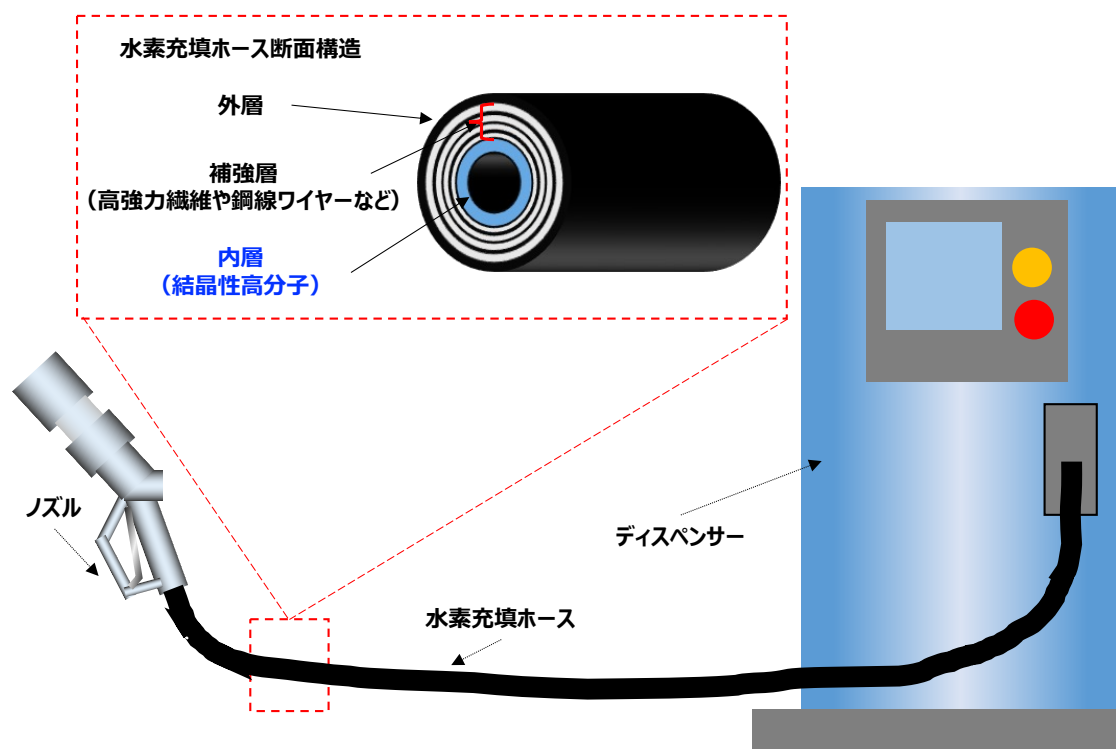 水素充填ホース断面構造
外層
補強層
（高強力繊維や鋼線ワイヤーなど）
内層
（結晶性高分子）
ノズル
ディスペンサー
水素充填ホース